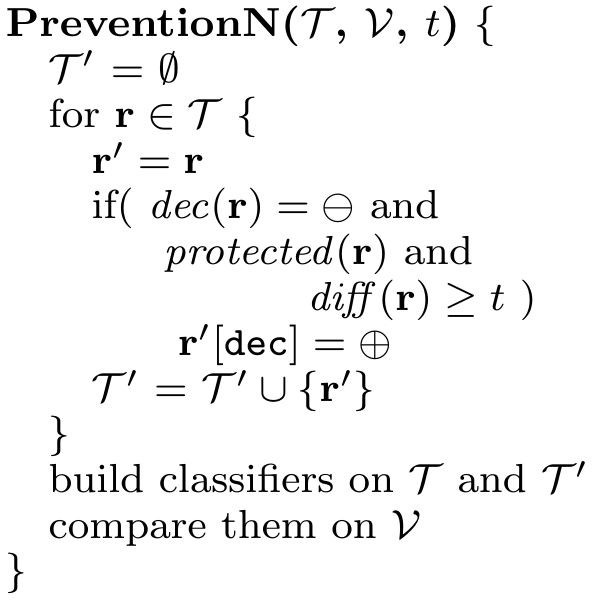 PreventionN(𝒯, 𝒱, t) {
𝒯′ = ∅
for r ∈ 𝒯 {
r′ = r
if( dec(r) = ⊖ and
protected(r) and
diff(r) ≥ t )
r′[dec] = ⊕
𝒯′ = 𝒯′ ∪ {r′}
}
build classifiers on 𝒯 and 𝒯′
compare them on 𝒱
}